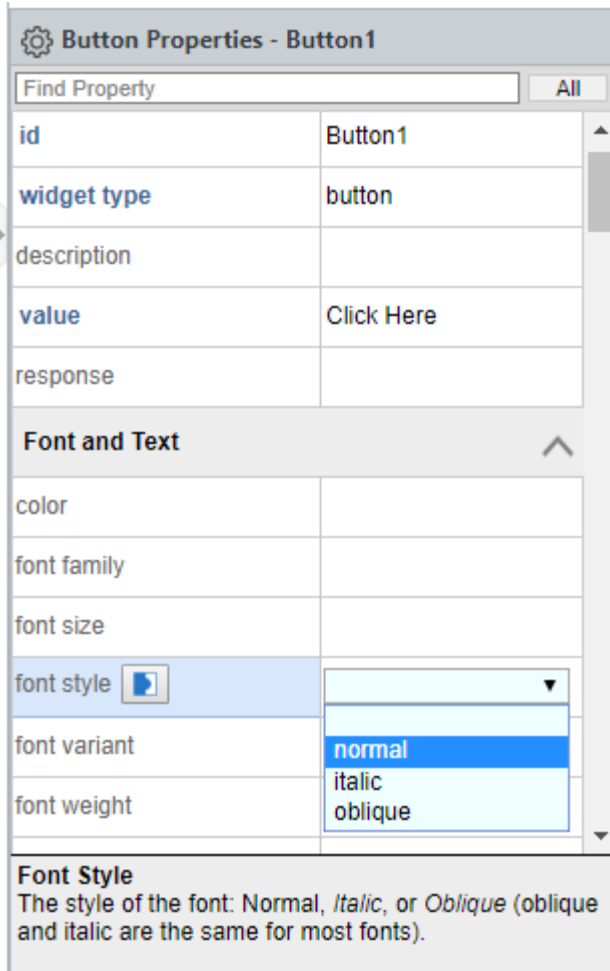 Button Properties - Button1
Find Property All
id Button1
widget type button
description
value Click Here
response
Font and Text
color
font family
font size
font style
font variant normal
italic
font weight oblique
Font Style
The style of the font: Normal, Italic, or Oblique (oblique
and italic are the same for most fonts).